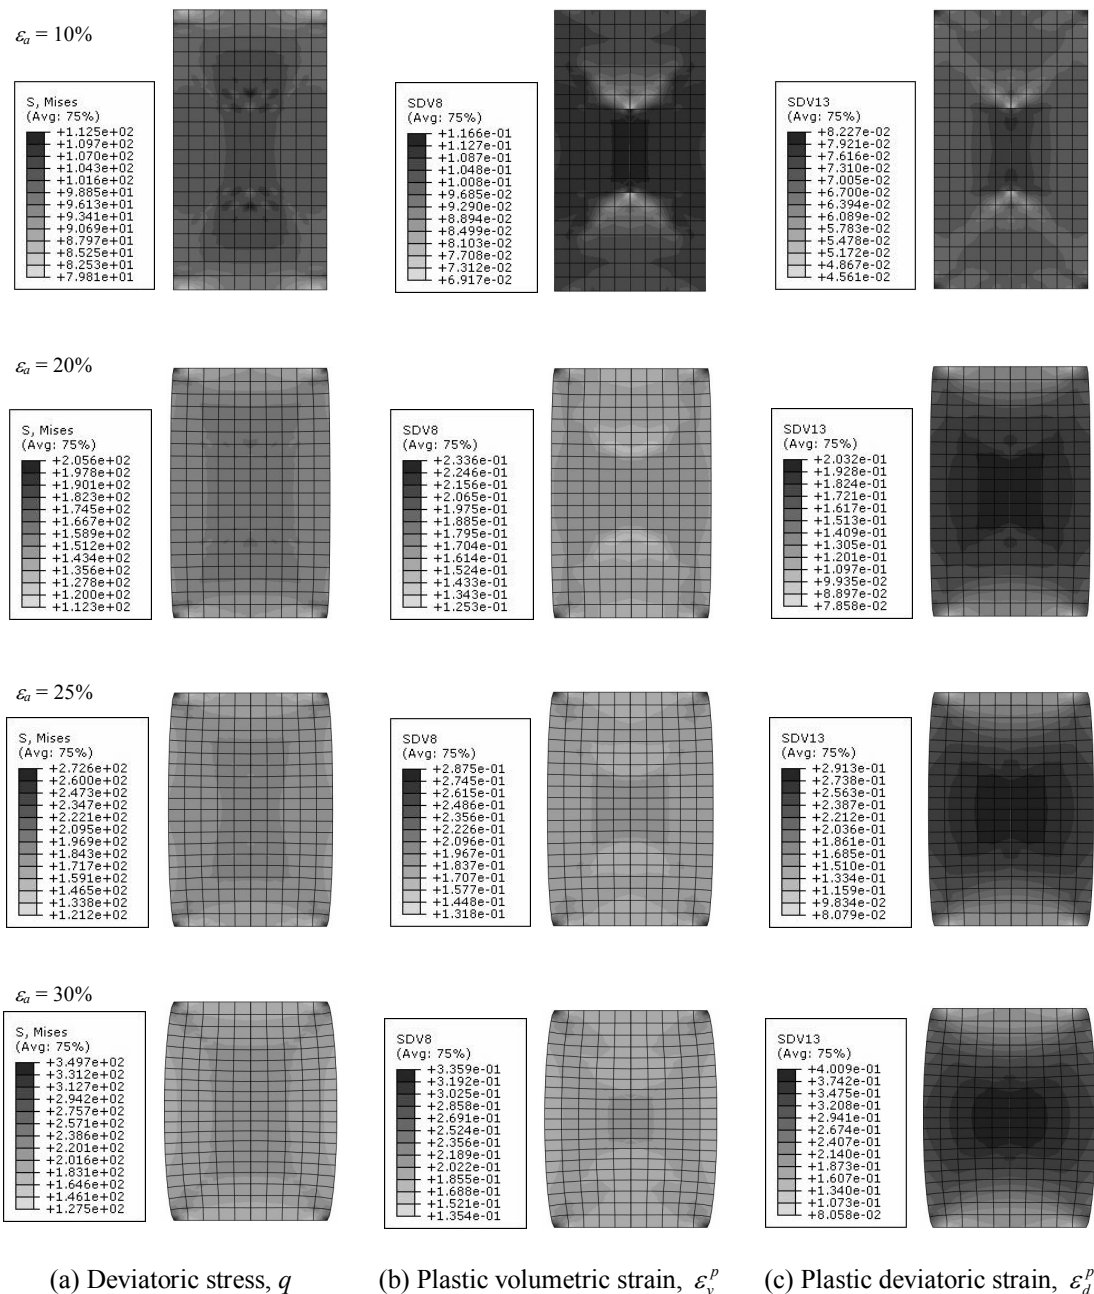 εa = 10%
S, Mises
(Avg: 75%)
+1.125e+02
+1.097e+02
+1.070e+02
+1.043e+02
+1.016e+02
+9.885e+01
+9.613e+01
+9.341e+01
+9.069e+01
+8.797e+01
+8.525e+01
+8.253e+01
+7.981e+01
SDV8
(Avg: 75%)
+1.166e-01
+1.127e-01
+1.087e-01
+1.048e-01
+1.008e-01
+9.685e-02
+9.290e-02
+8.894e-02
+8.499e-02
+8.103e-02
+7.708e-02
+7.312e-02
+6.917e-02
SDV13
(Avg: 75%)
+8.227e-02
+7.921e-02
+7.616e-02
+7.310e-02
+7.005e-02
+6.700e-02
+6.394e-02
+6.089e-02
+5.783e-02
+5.478e-02
+5.172e-02
+4.867e-02
+4.561e-02
εa = 20%
S, Mises
(Avg: 75%)
+2.056e+02
+1.978e+02
+1.901e+02
+1.823e+02
+1.745e+02
+1.667e+02
+1.589e+02
+1.512e+02
+1.434e+02
+1.356e+02
+1.278e+02
+1.200e+02
+1.123e+02
SDV8
(Avg: 75%)
+2.336e-01
+2.246e-01
+2.156e-01
+2.065e-01
+1.975e-01
+1.885e-01
+1.795e-01
+1.704e-01
+1.614e-01
+1.524e-01
+1.433e-01
+1.343e-01
+1.253e-01
SDV13
(Avg: 75%)
+2.032e-01
+1.928e-01
+1.824e-01
+1.721e-01
+1.617e-01
+1.513e-01
+1.409e-01
+1.305e-01
+1.201e-01
+1.097e-01
+9.935e-02
+8.897e-02
+7.858e-02
εa = 25%
S, Mises
(Avg: 75%)
+2.726e+02
+2.600e+02
+2.473e+02
+2.347e+02
+2.221e+02
+2.095e+02
+1.969e+02
+1.843e+02
+1.717e+02
+1.591e+02
+1.465e+02
+1.338e+02
+1.212e+02
SDV8
(Avg: 75%)
+2.875e-01
+2.745e-01
+2.615e-01
+2.486e-01
+2.356e-01
+2.226e-01
+2.096e-01
+1.967e-01
+1.837e-01
+1.707e-01
+1.577e-01
+1.448e-01
+1.318e-01
SDV13
(Avg: 75%)
+2.913e-01
+2.738e-01
+2.563e-01
+2.387e-01
+2.212e-01
+2.036e-01
+1.861e-01
+1.685e-01
+1.510e-01
+1.334e-01
+1.159e-01
+9.834e-02
+8.079e-02
εa = 30%
S, Mises
(Avg: 75%)
+3.497e+02
+3.312e+02
+3.127e+02
+2.942e+02
+2.757e+02
+2.571e+02
+2.386e+02
+2.201e+02
+2.016e+02
+1.831e+02
+1.646e+02
+1.461e+02
+1.275e+02
SDV8
(Avg: 75%)
+3.359e-01
+3.192e-01
+3.025e-01
+2.858e-01
+2.691e-01
+2.524e-01
+2.356e-01
+2.189e-01
+2.022e-01
+1.855e-01
+1.688e-01
+1.521e-01
+1.354e-01
SDV13
(Avg: 75%)
+4.009e-01
+3.742e-01
+3.475e-01
+3.208e-01
+2.941e-01
+2.674e-01
+2.407e-01
+2.140e-01
+1.873e-01
+1.607e-01
+1.340e-01
+1.073e-01
+8.058e-02
(a) Deviatoric stress, q
(b) Plastic volumetric strain, ε_v^p
(c) Plastic deviatoric strain, ε_d^p